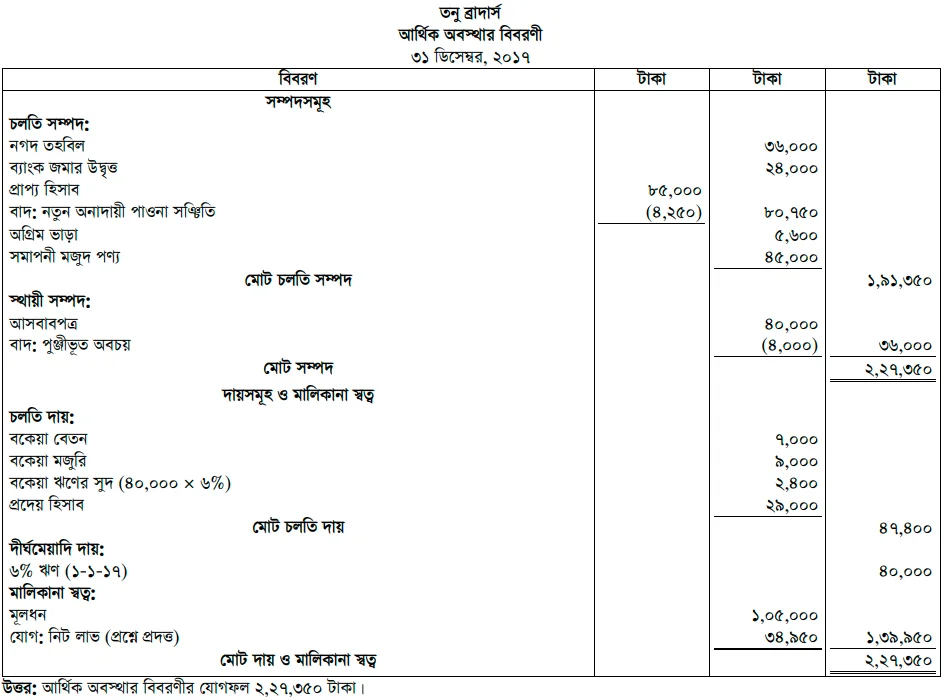 তনু ব্রাদার্স
আর্থিক অবস্থার বিবরণী
৩১ ডিসেম্বর, ২০১৭
বিবরণ টাকা টাকা টাকা
সম্পদসমূহ
চলতি সম্পদ:
নগদ তহবিল ৩৬,০০০
ব্যাংক জমার উদ্বৃত্ত ২৪,০০০
প্রাপ্য হিসাব ৮৫,০০০
বাদ: নতুন অনাদায়ী পাওনা সঞ্চিতি (৪,২৫০) ৮০,৭৫০
অগ্রিম ভাড়া ৫,৬০০
সমাপনী মজুদ পণ্য ৪৫,০০০
মোট চলতি সম্পদ ১,৯১,৩৫০
স্থায়ী সম্পদ:
আসবাবপত্র ৪০,০০০
বাদ: পুঞ্জীভূত অবচয় (৪,০০০) ৩৬,০০০
মোট সম্পদ ২,২৭,৩৫০
দায়সমূহ ও মালিকানা স্বত্ব
চলতি দায়:
বকেয়া বেতন ৭,০০০
বকেয়া মজুরি ৯,০০০
বকেয়া ঋণের সুদ (৪০,০০০ × ৬%) ২,৪০০
প্রদেয় হিসাব ২৯,০০০
মোট চলতি দায় ৪৭,৪০০
দীর্ঘমেয়াদি দায়:
৬% ঋণ (১-১-১৭) ৪০,০০০
মালিকানা স্বত্ব:
মূলধন ১,০৫,০০০
যোগ: নিট লাভ (প্রশ্নে প্রদত্ত) ৩৪,৯৫০ ১,৩৯,৯৫০
মোট দায় ও মালিকানা স্বত্ব ২,২৭,৩৫০
উত্তর: আর্থিক অবস্থার বিবরণীর যোগফল ২,২৭,৩৫০ টাকা।